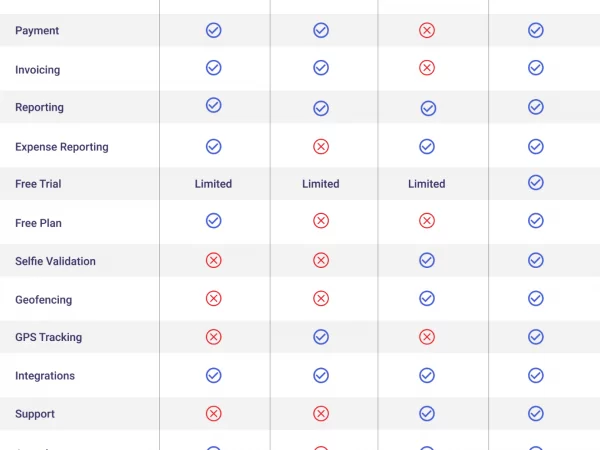 Payment
Invoicing
Reporting
Expense Reporting
Free Trial Limited Limited Limited
Free Plan
Selfie Validation
Geofencing
GPS Tracking
Integrations
Support